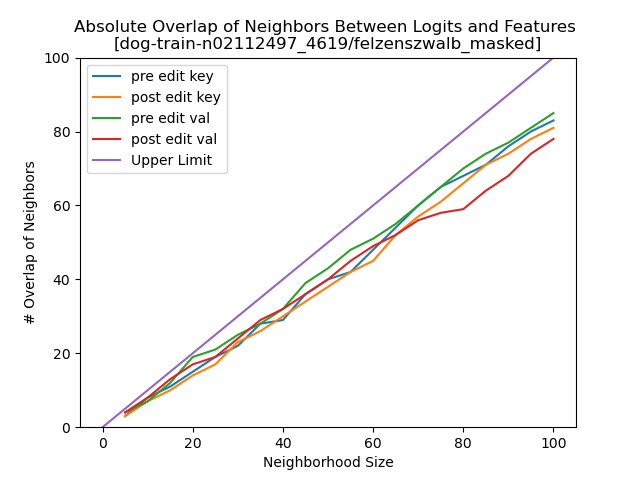 Absolute Overlap of Neighbors Between Logits and Features
[dog-train-n02112497_4619/felzenszwalb_masked]
pre edit key
post edit key
pre edit val
post edit val
Upper Limit
# Overlap of Neighbors
100
80
60
40
20
0
0 20 40 60 80 100
Neighborhood Size